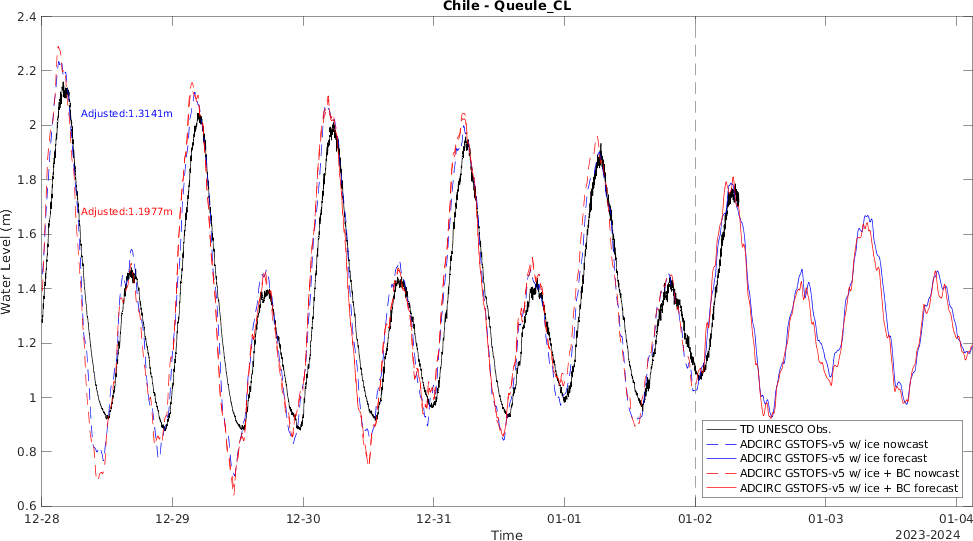 Chile - Queule_CL
Water Level (m)
2.4
2.2
2
1.8
1.6
1.4
1.2
1
0.8
0.6
Adjusted:1.3141m
Adjusted:1.1977m
TD UNESCO Obs.
ADCIRC GSTOFS-v5 w/ ice nowcast
ADCIRC GSTOFS-v5 w/ ice forecast
ADCIRC GSTOFS-v5 w/ ice + BC nowcast
ADCIRC GSTOFS-v5 w/ ice + BC forecast
12-28 12-29 12-30 12-31 01-01 01-02 01-03 01-04
Time
2023-2024